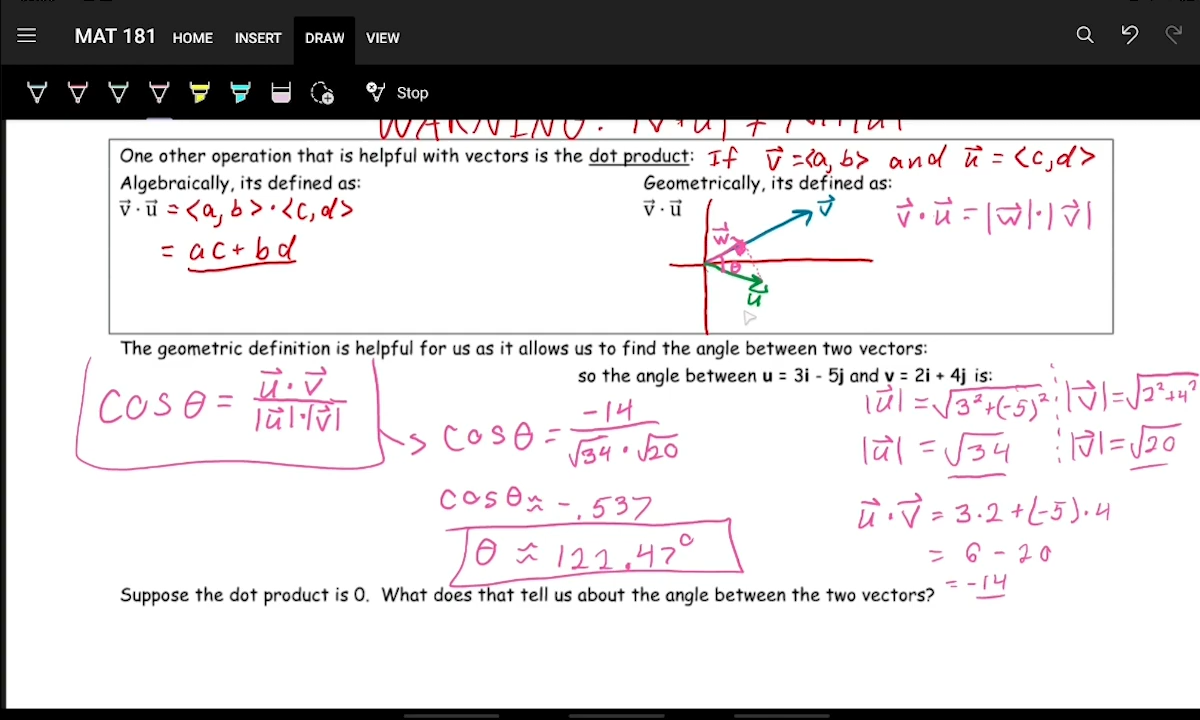 MAT 181 HOME INSERT DRAW VIEW
Stop
WARNING:
One other operation that is helpful with vectors is the dot product: If v⃗ = <a, b> and u⃗ = <c, d>
Algebraically, its defined as:
v⃗ · u⃗ = <a, b> · <c, d>
= ac + bd
Geometrically, its defined as:
v⃗ · u⃗
v⃗
w⃗
θ
u⃗
v⃗ · u⃗ = |w⃗| · |v⃗|
The geometric definition is helpful for us as it allows us to find the angle between two vectors:
so the angle between u = 3i - 5j and v = 2i + 4j is:
cos θ = u⃗ · v⃗ / |u⃗| · |v⃗|
cos θ = -14 / √34 · √20
cos θ ≈ -.537
θ ≈ 122.47°
|u⃗| = √3² + (-5)²
|u⃗| = √34
|v⃗| = √2² + 4²
|v⃗| = √20
u⃗ · v⃗ = 3·2 + (-5)·4
= 6 - 20
= -14
Suppose the dot product is 0. What does that tell us about the angle between the two vectors?